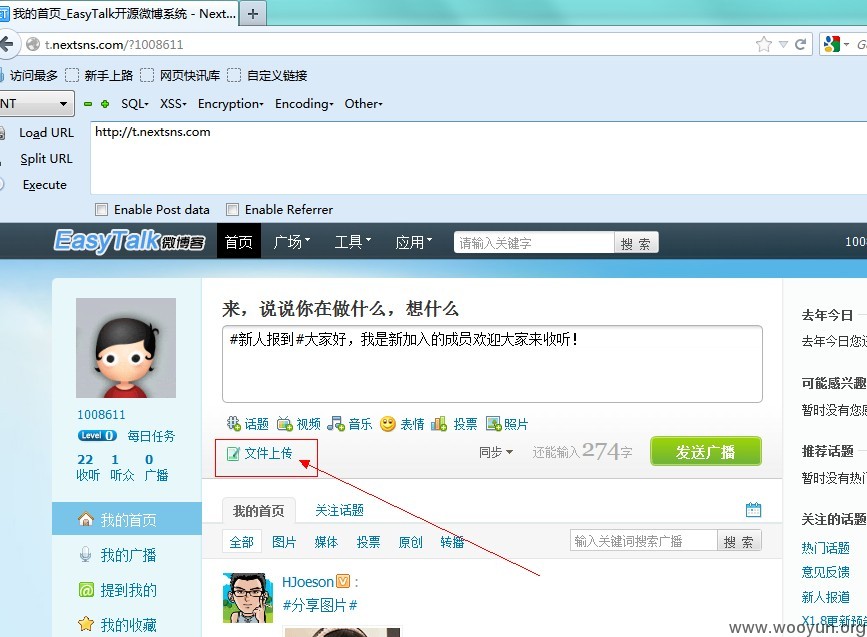 我的首页_EasyTalk开源微博系统 - Next...
t.nextsns.com/?1008611
访问最多 新手上路 网页快讯库 自定义链接
NT SQL XSS Encryption Encoding Other
Load URL http://t.nextsns.com
Split URL
Execute
Enable Post data Enable Referrer
EasyTalk微博客 首页 广场 工具 应用 请输入关键字 搜 索 100
来，说说你在做什么，想什么
#新人报到#大家好，我是新加入的成员欢迎大家来收听！
话题 视频 音乐 表情 投票 照片
文件上传 同步 还能输入274字 发送广播
1008611
Level 0 每日任务
22 1 0
收听 听众 广播
我的首页
我的广播
提到我的
我的收藏
我的首页 关注话题
全部 图片 媒体 投票 原创 转播 输入关键词搜索广播 搜 索
HJoeson V :
#分享图片#
去年今日
去年今日您还
可能感兴趣
暂时没有您
推荐话题
暂时没有热门
关注的话题
热门话题
意见反馈
新人报道
X1.8更新预
www.wooyun.org